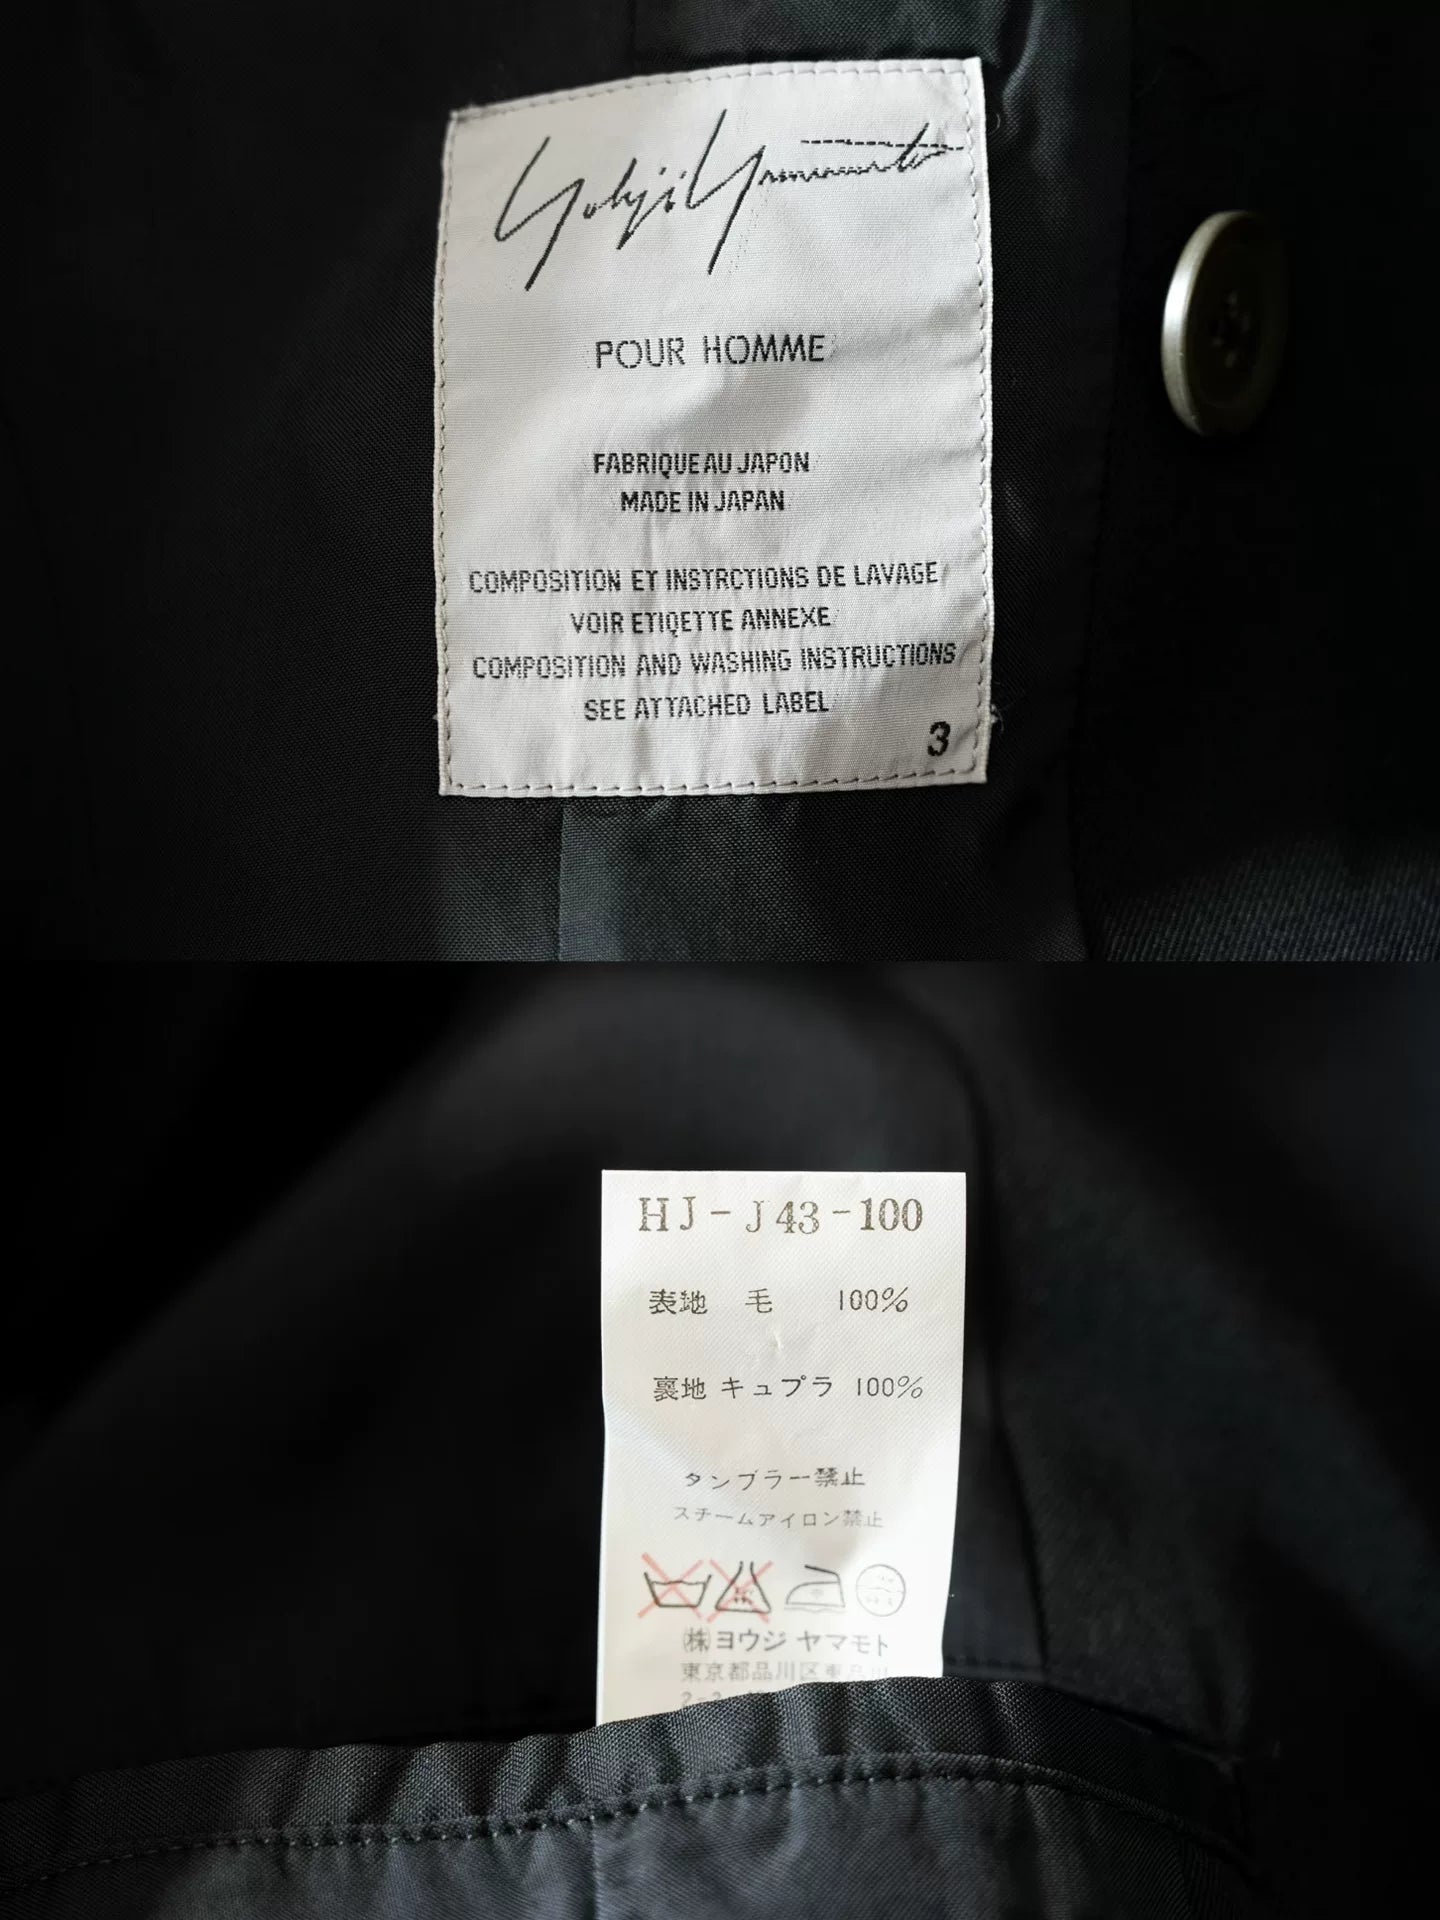 Yohji Yamamoto
POUR HOMME
FABRIQUE AU JAPON
MADE IN JAPAN
COMPOSITION ET INSTRCTIONS DE LAVAGE
VOIR ETIQETTE ANNEXE
COMPOSITION AND WASHING INSTRUCTIONS
SEE ATTACHED LABEL
3
HJ-J43-100
表地 毛 100%
裏地 キュプラ 100%
タンブラー禁止
スチームアイロン禁止
㈱ヨウジ ヤマモト
東京都品川区東品川